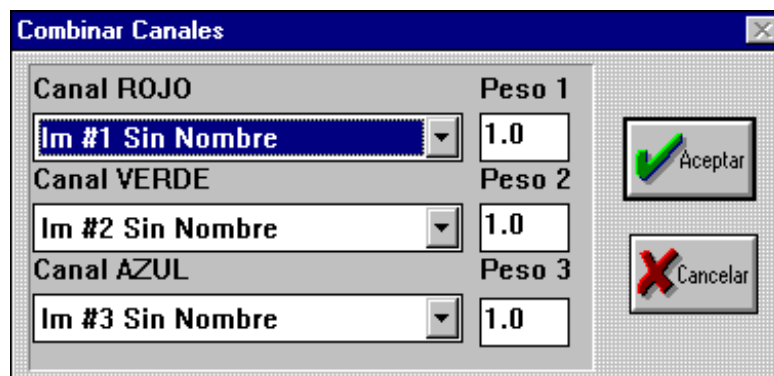 Combinar Canales
Canal ROJO Peso 1
Im #1 Sin Nombre 1.0
Aceptar
Canal VERDE Peso 2
Im #2 Sin Nombre 1.0
Canal AZUL Peso 3
Cancelar
Im #3 Sin Nombre 1.0